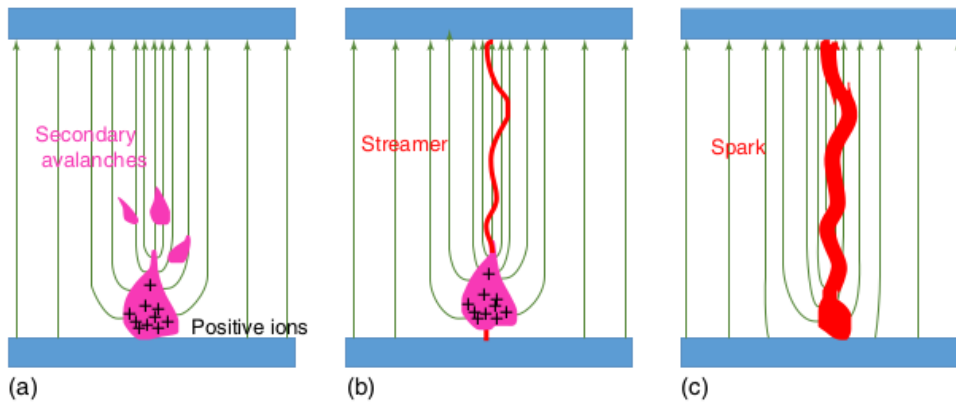 Secondary
avalanches
Positive ions
(a)
Streamer
(b)
Spark
(c)